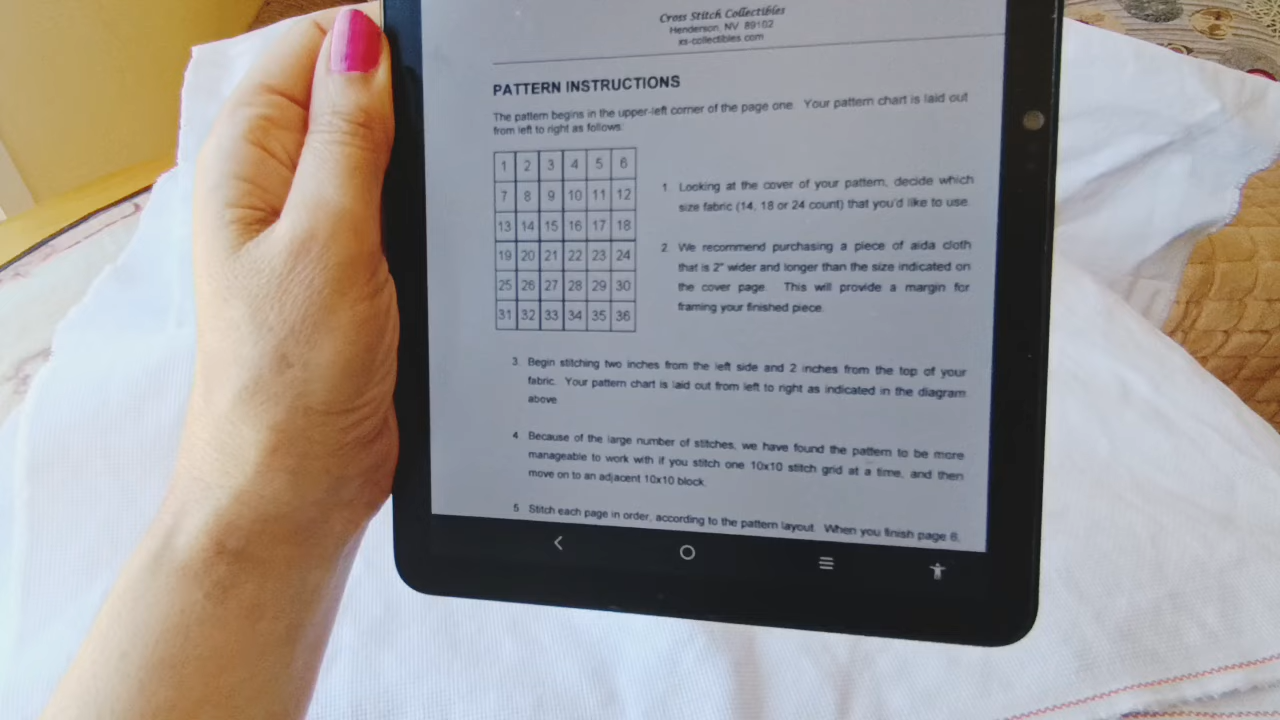 Cross Stitch Collectibles
Henderson, NV 89102
xs-collectibles.com
PATTERN INSTRUCTIONS
The pattern begins in the upper-left corner of the page one. Your pattern chart is laid out
from left to right as follows:
1 2 3 4 5 6
7 8 9 10 11 12
13 14 15 16 17 18
19 20 21 22 23 24
25 26 27 28 29 30
31 32 33 34 35 36
1. Looking at the cover of your pattern, decide which
size fabric (14, 18 or 24 count) that you'd like to use.
2. We recommend purchasing a piece of aida cloth
that is 2" wider and longer than the size indicated on
the cover page. This will provide a margin for
framing your finished piece.
3. Begin stitching two inches from the left side and 2 inches from the top of your
fabric. Your pattern chart is laid out from left to right as indicated in the diagram
above.
4. Because of the large number of stitches, we have found the pattern to be more
manageable to work with if you stitch one 10x10 stitch grid at a time, and then
move on to an adjacent 10x10 block.
5. Stitch each page in order, according to the pattern layout. When you finish page 6,